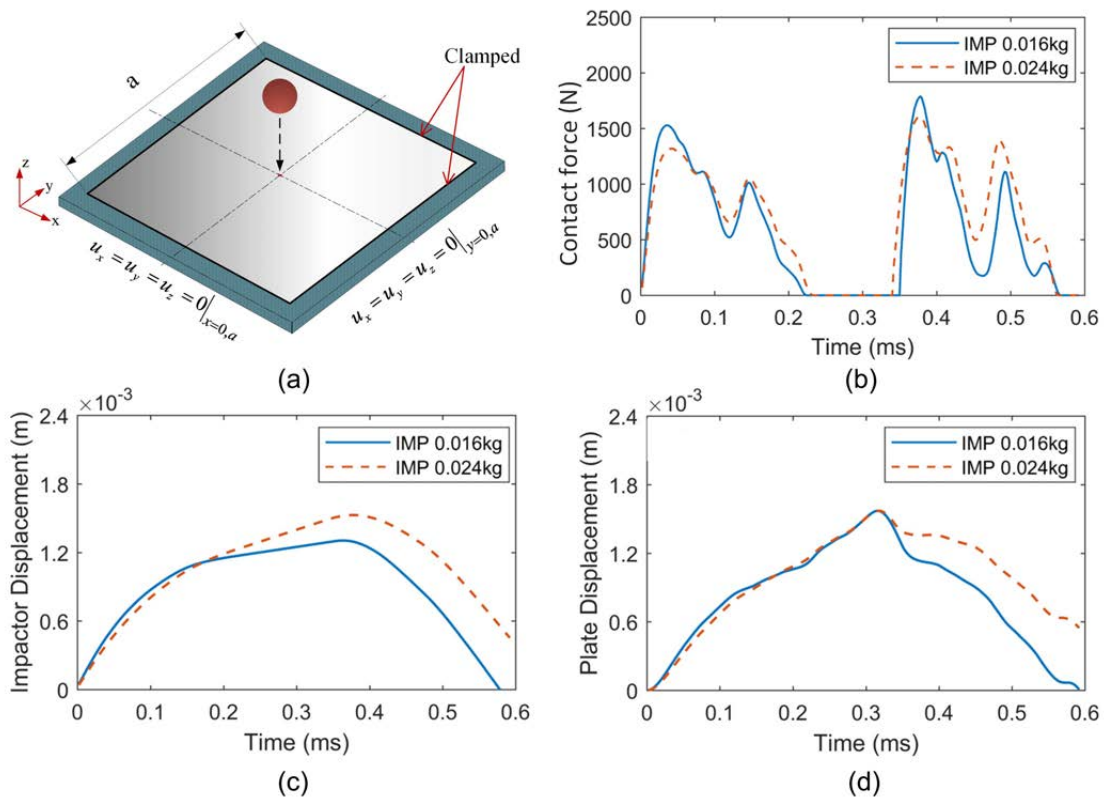 a
Clamped
z
y
x
uₓ = u_y = u_z = 0|ₓ₌₀,ₐ
uₓ = u_y = u_z = 0|_y=0,a
(a)
2500
2000
1500
1000
500
0
Contact force (N)
IMP 0.016kg
IMP 0.024kg
0 0.1 0.2 0.3 0.4 0.5 0.6
Time (ms)
(b)
×10⁻³
2.4
1.8
1.2
0.6
0
Impactor Displacement (m)
IMP 0.016kg
IMP 0.024kg
0 0.1 0.2 0.3 0.4 0.5 0.6
Time (ms)
(c)
×10⁻³
2.4
1.8
1.2
0.6
0
Plate Displacement (m)
IMP 0.016kg
IMP 0.024kg
0 0.1 0.2 0.3 0.4 0.5 0.6
Time (ms)
(d)